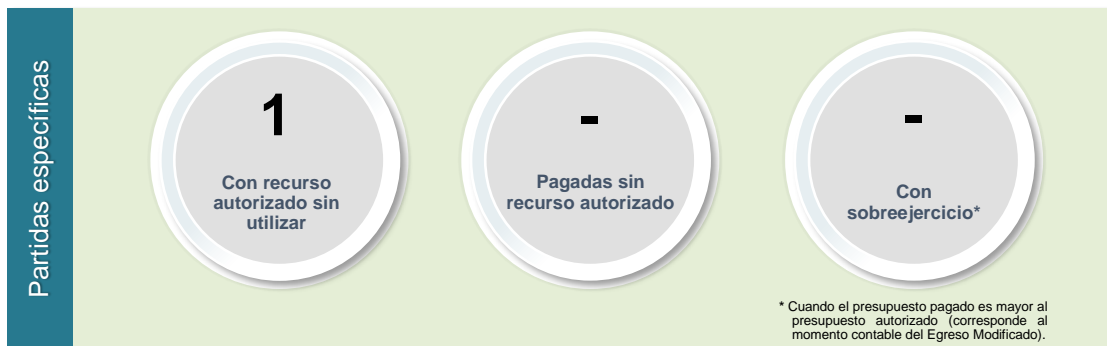 Partidas específicas
1
Con recurso
autorizado sin
utilizar
-
Pagadas sin
recurso autorizado
-
Con
sobreejercicio*
* Cuando el presupuesto pagado es mayor al
presupuesto autorizado (corresponde al
momento contable del Egreso Modificado).